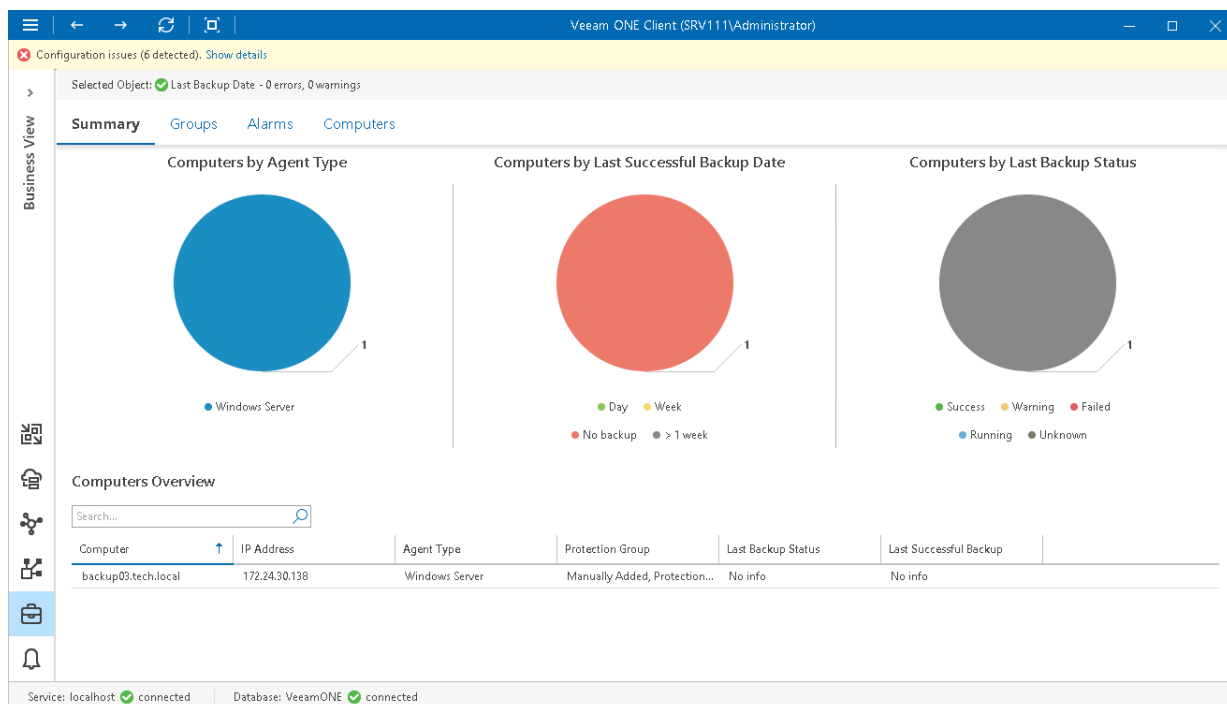 Veeam ONE Client (SRV111\Administrator)
Configuration issues (6 detected). Show details
Selected Object: Last Backup Date - 0 errors, 0 warnings
Business View
Summary Groups Alarms Computers
Computers by Agent Type
1
Windows Server
Computers by Last Successful Backup Date
1
Day Week
No backup > 1 week
Computers by Last Backup Status
1
Success Warning Failed
Running Unknown
Computers Overview
Search...
Computer IP Address Agent Type Protection Group Last Backup Status Last Successful Backup
backup03.tech.local 172.24.30.138 Windows Server Manually Added, Protection... No info No info
Service: localhost connected Database: VeeamONE connected